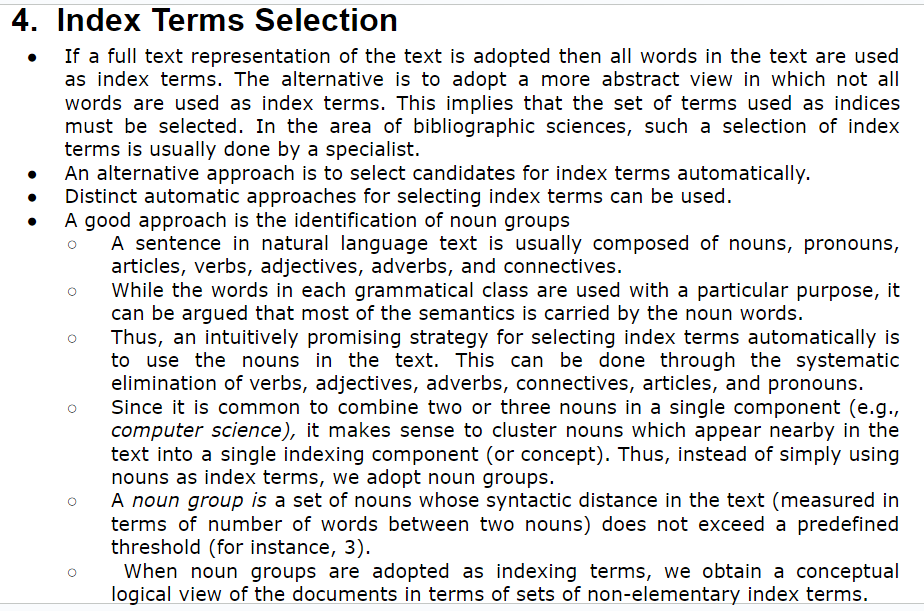 4. Index Terms Selection
● If a full text representation of the text is adopted then all words in the text are used
as index terms. The alternative is to adopt a more abstract view in which not all
words are used as index terms. This implies that the set of terms used as indices
must be selected. In the area of bibliographic sciences, such a selection of index
terms is usually done by a specialist.
● An alternative approach is to select candidates for index terms automatically.
● Distinct automatic approaches for selecting index terms can be used.
● A good approach is the identification of noun groups
○ A sentence in natural language text is usually composed of nouns, pronouns,
articles, verbs, adjectives, adverbs, and connectives.
○ While the words in each grammatical class are used with a particular purpose, it
can be argued that most of the semantics is carried by the noun words.
○ Thus, an intuitively promising strategy for selecting index terms automatically is
to use the nouns in the text. This can be done through the systematic
elimination of verbs, adjectives, adverbs, connectives, articles, and pronouns.
○ Since it is common to combine two or three nouns in a single component (e.g.,
computer science), it makes sense to cluster nouns which appear nearby in the
text into a single indexing component (or concept). Thus, instead of simply using
nouns as index terms, we adopt noun groups.
○ A noun group is a set of nouns whose syntactic distance in the text (measured in
terms of number of words between two nouns) does not exceed a predefined
threshold (for instance, 3).
○ When noun groups are adopted as indexing terms, we obtain a conceptual
logical view of the documents in terms of sets of non-elementary index terms.